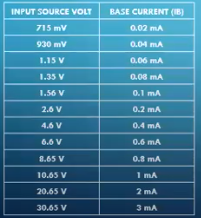 INPUT SOURCE VOLT BASE CURRENT (IB)
715 mV 0.02 mA
930 mV 0.04 mA
1.15 V 0.06 mA
1.35 V 0.08 mA
1.56 V 0.1 mA
2.6 V 0.2 mA
4.6 V 0.4 mA
6.6 V 0.6 mA
8.65 V 0.8 mA
10.65 V 1 mA
20.65 V 2 mA
30.65 V 3 mA